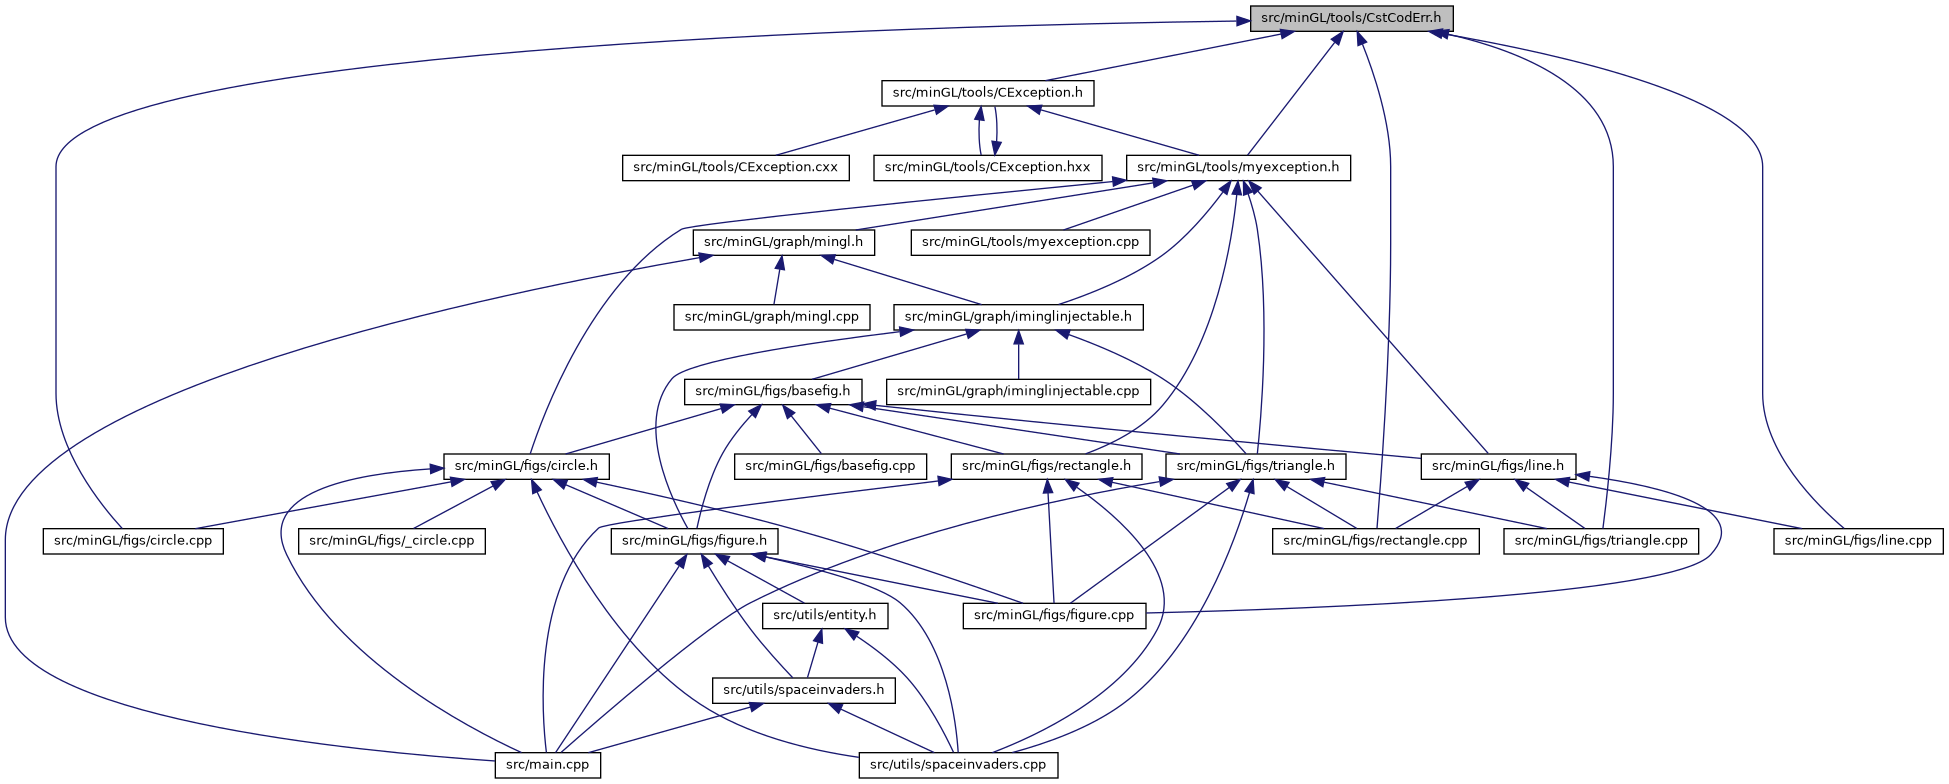 src/minGL/tools/CstCodErr.h
src/minGL/tools/CException.h
src/minGL/tools/CException.cxx
src/minGL/tools/CException.hxx
src/minGL/tools/myexception.h
src/minGL/graph/mingl.h
src/minGL/tools/myexception.cpp
src/minGL/graph/mingl.cpp
src/minGL/graph/iminglinjectable.h
src/minGL/figs/basefig.h
src/minGL/graph/iminglinjectable.cpp
src/minGL/figs/circle.h
src/minGL/figs/basefig.cpp
src/minGL/figs/rectangle.h
src/minGL/figs/triangle.h
src/minGL/figs/line.h
src/minGL/figs/circle.cpp
src/minGL/figs/_circle.cpp
src/minGL/figs/figure.h
src/minGL/figs/rectangle.cpp
src/minGL/figs/triangle.cpp
src/minGL/figs/line.cpp
src/utils/entity.h
src/minGL/figs/figure.cpp
src/utils/spaceinvaders.h
src/main.cpp
src/utils/spaceinvaders.cpp